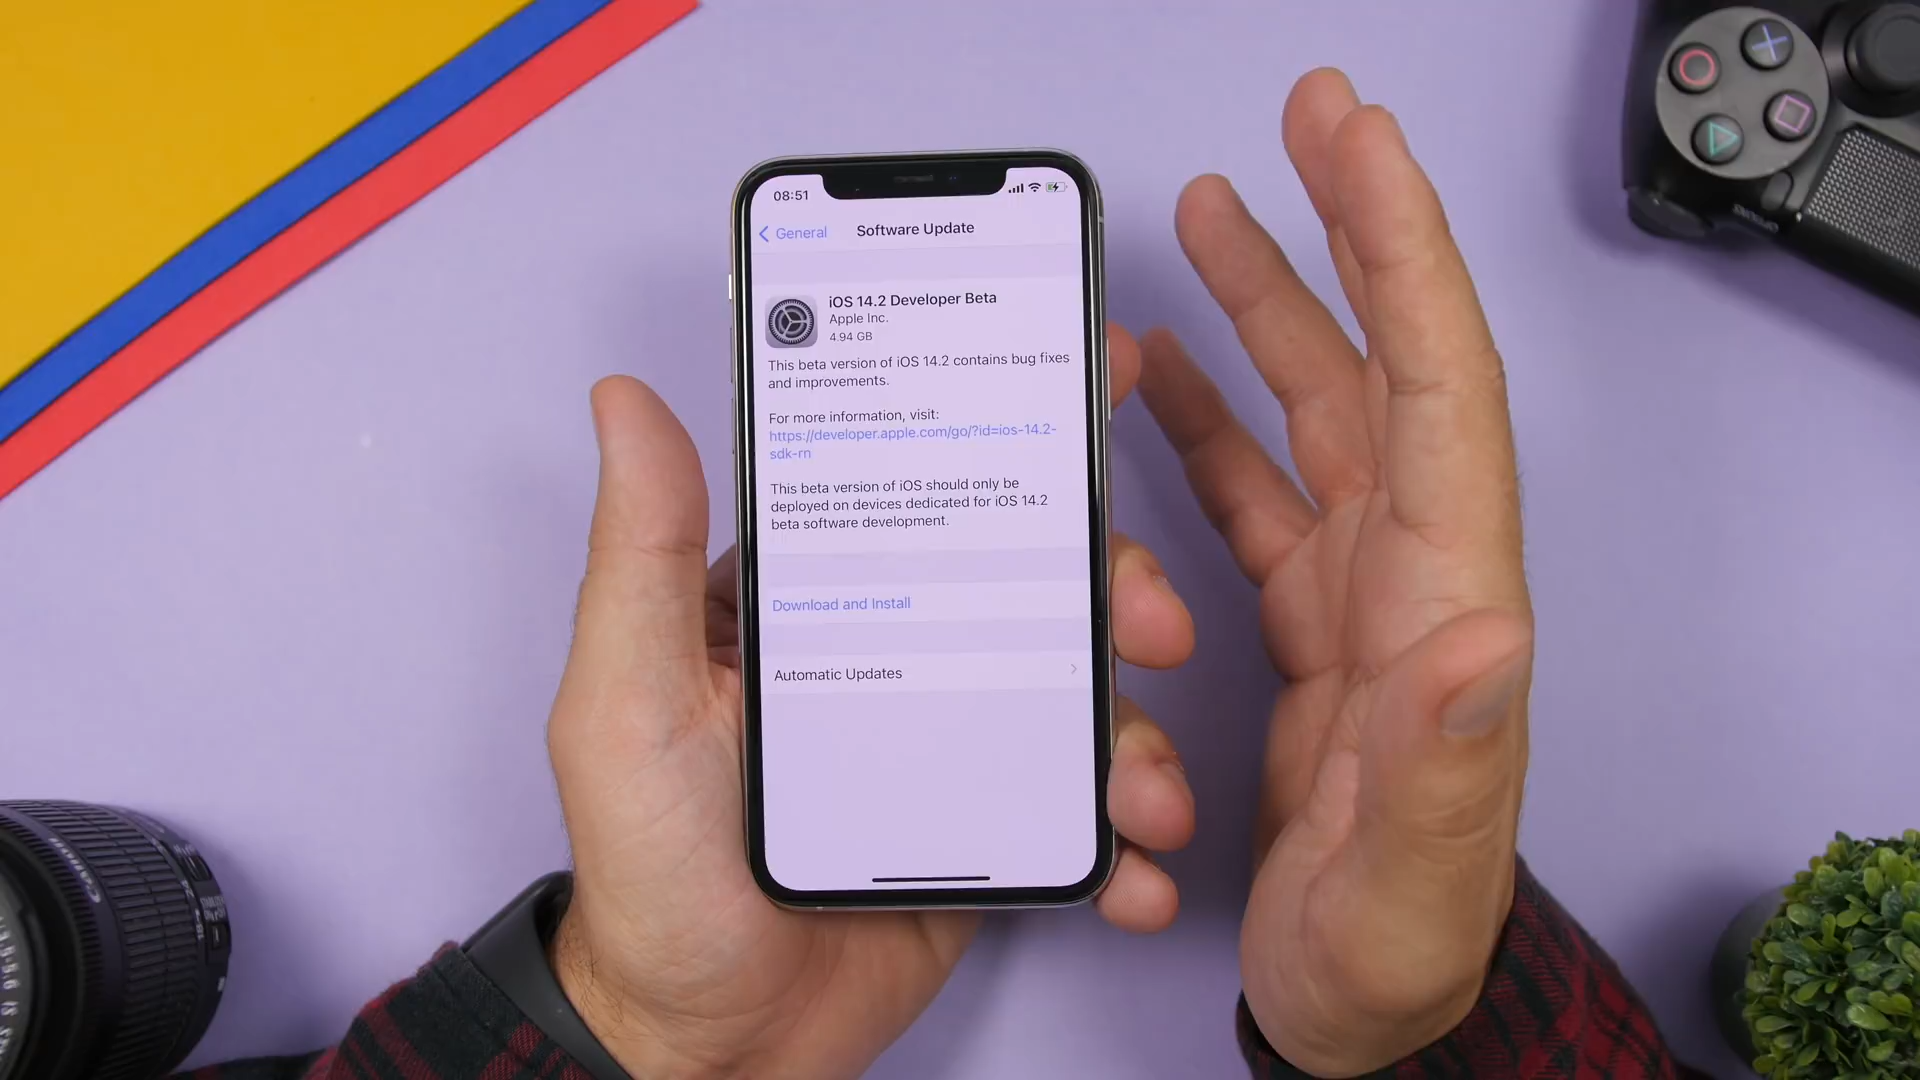 08:51
General
Software Update
iOS 14.2 Developer Beta
Apple Inc.
4.94 GB
This beta version of iOS 14.2 contains bug fixes
and improvements.
For more information, visit:
https://developer.apple.com/go/?id=ios-14.2-
sdk-rn
This beta version of iOS should only be
deployed on devices dedicated for iOS 14.2
beta software development.
Download and Install
Automatic Updates
Canon
OPTIONS